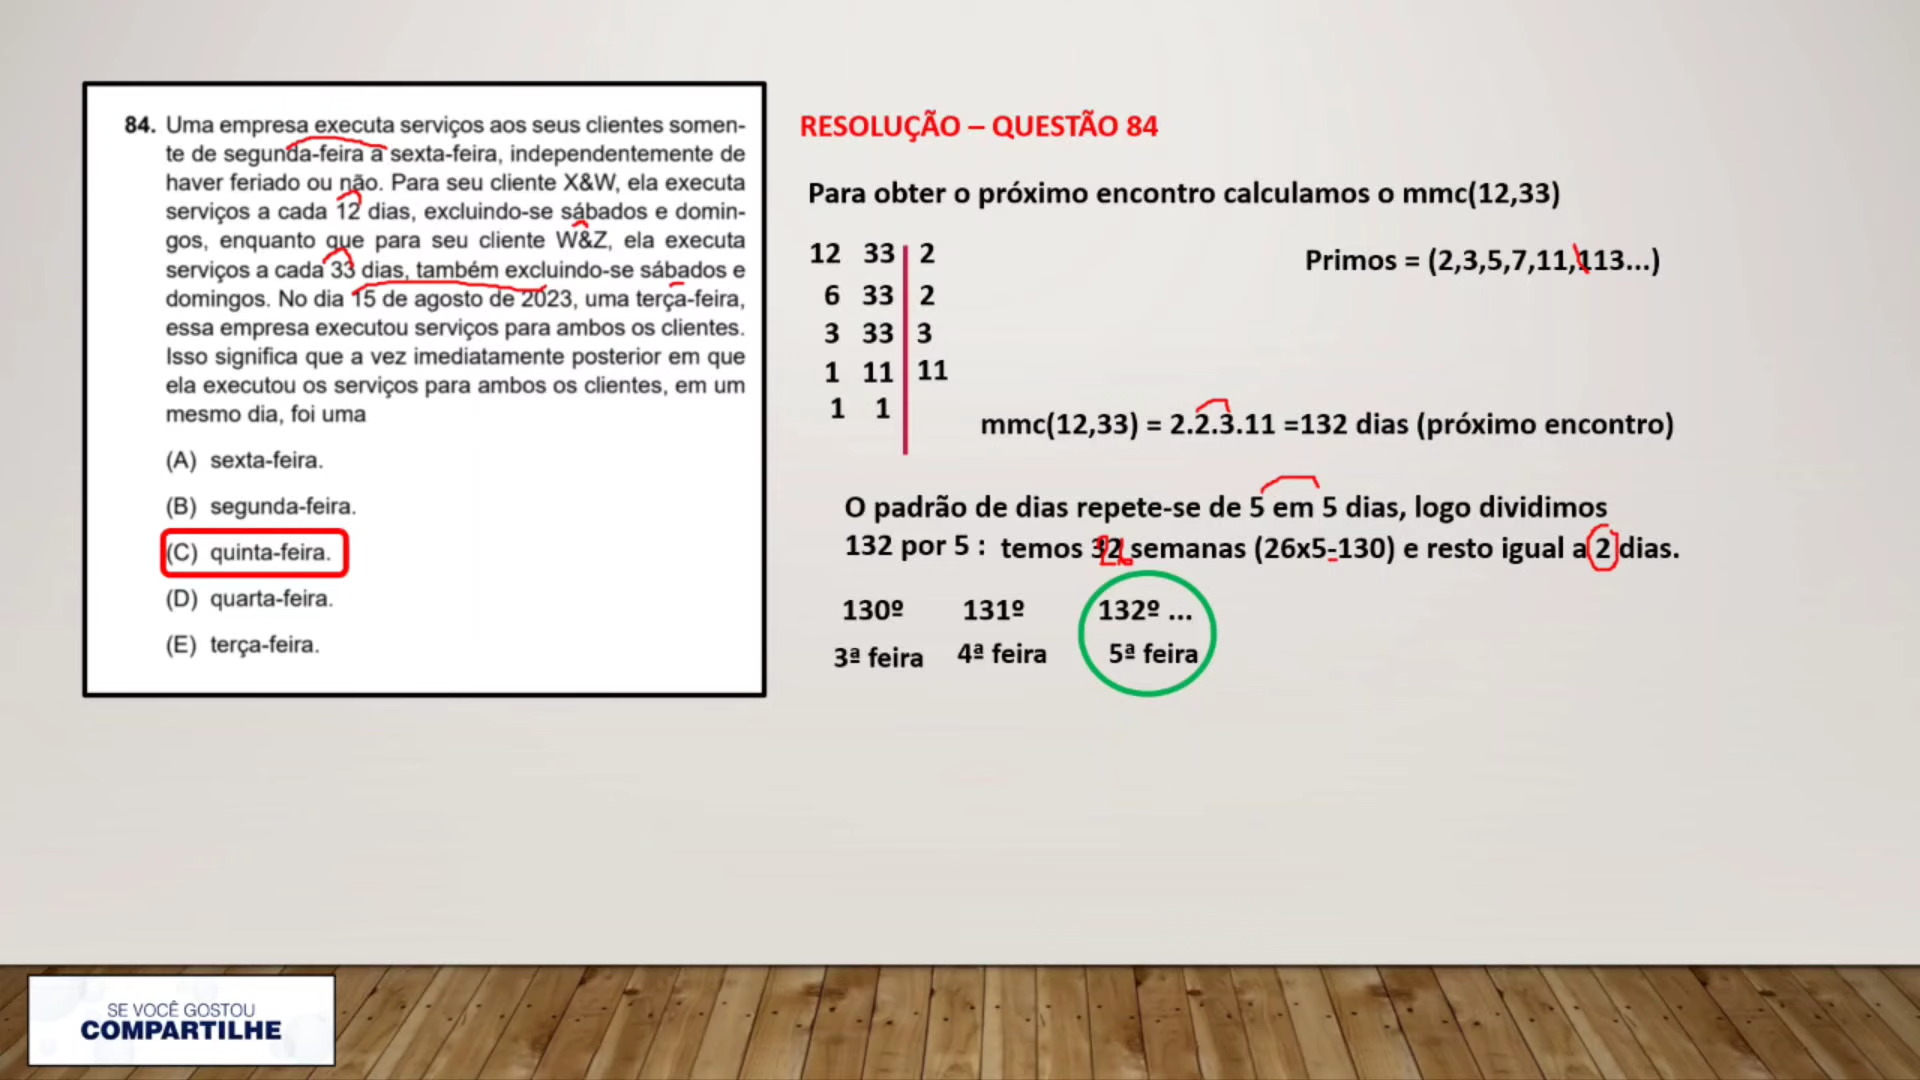 84. Uma empresa executa serviços aos seus clientes somen-
te de segunda-feira a sexta-feira, independentemente de
haver feriado ou não. Para seu cliente X&W, ela executa
serviços a cada 12 dias, excluindo-se sábados e domin-
gos, enquanto que para seu cliente W&Z, ela executa
serviços a cada 33 dias, também excluindo-se sábados e
domingos. No dia 15 de agosto de 2023, uma terça-feira,
essa empresa executou serviços para ambos os clientes.
Isso significa que a vez imediatamente posterior em que
ela executou os serviços para ambos os clientes, em um
mesmo dia, foi uma
(A) sexta-feira.
(B) segunda-feira.
(C) quinta-feira.
(D) quarta-feira.
(E) terça-feira.
RESOLUÇÃO – QUESTÃO 84
Para obter o próximo encontro calculamos o mmc(12,33)
12 33 2
6 33 2
3 33 3
1 11 11
1 1
Primos = (2,3,5,7,11,113...)
mmc(12,33) = 2.2.3.11 =132 dias (próximo encontro)
O padrão de dias repete-se de 5 em 5 dias, logo dividimos
132 por 5 : temos 32 semanas (26x5-130) e resto igual a 2 dias.
130º 131º 132º ...
3ª feira 4ª feira 5ª feira
SE VOCÊ GOSTOU
COMPARTILHE